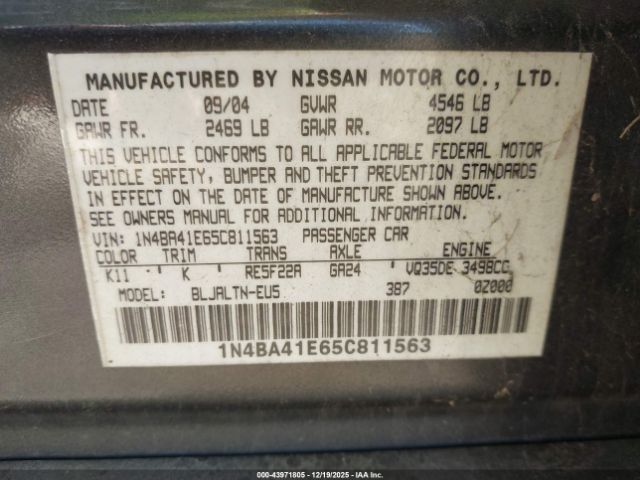 MANUFACTURED BY NISSAN MOTOR CO., LTD.
DATE 09/04 GVWR 4546 LB
GAWR FR. 2469 LB GAWR RR. 2097 LB
THIS VEHICLE CONFORMS TO ALL APPLICABLE FEDERAL MOTOR
VEHICLE SAFETY, BUMPER AND THEFT PREVENTION STANDARDS
IN EFFECT ON THE DATE OF MANUFACTURE SHOWN ABOVE.
SEE OWNERS MANUAL FOR ADDITIONAL INFORMATION.
VIN: 1N4BA41E65C811563 PASSENGER CAR
COLOR TRIM TRANS AXLE ENGINE
K11 K RE5F22A GA24 VQ35DE 3498CC
MODEL: BLJALTN-EU5 387 0Z000
1N4BA41E65C811563
000-43971805 - 12/19/2025 - IAA Inc.